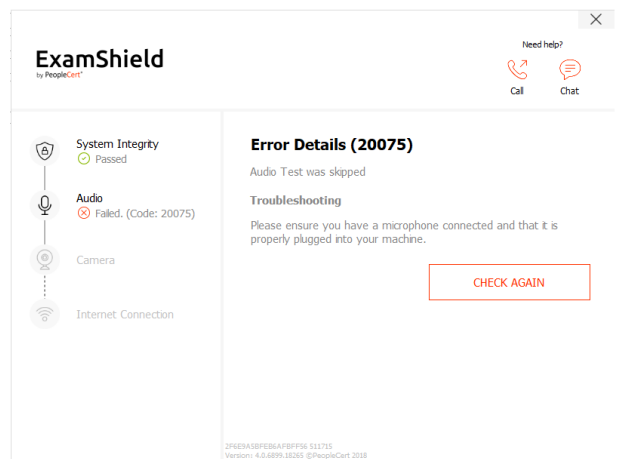 Need help?
ExamShield
by PeopleCert®
Call
Chat
System Integrity
Passed
Audio
Failed. (Code: 20075)
Camera
Internet Connection
Error Details (20075)
Audio Test was skipped
Troubleshooting
Please ensure you have a microphone connected and that it is
properly plugged into your machine.
CHECK AGAIN
Version: 4.0.6899.18265 ©PeopleCert 2018